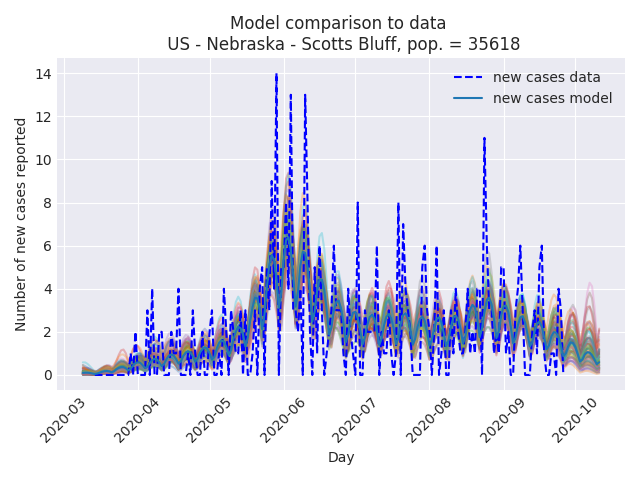 Model comparison to data
US - Nebraska - Scotts Bluff, pop. = 35618
new cases data
new cases model
Number of new cases reported
14
12
10
8
6
4
2
0
2020-03
2020-04
2020-05
2020-06
2020-07
2020-08
2020-09
2020-10
Day